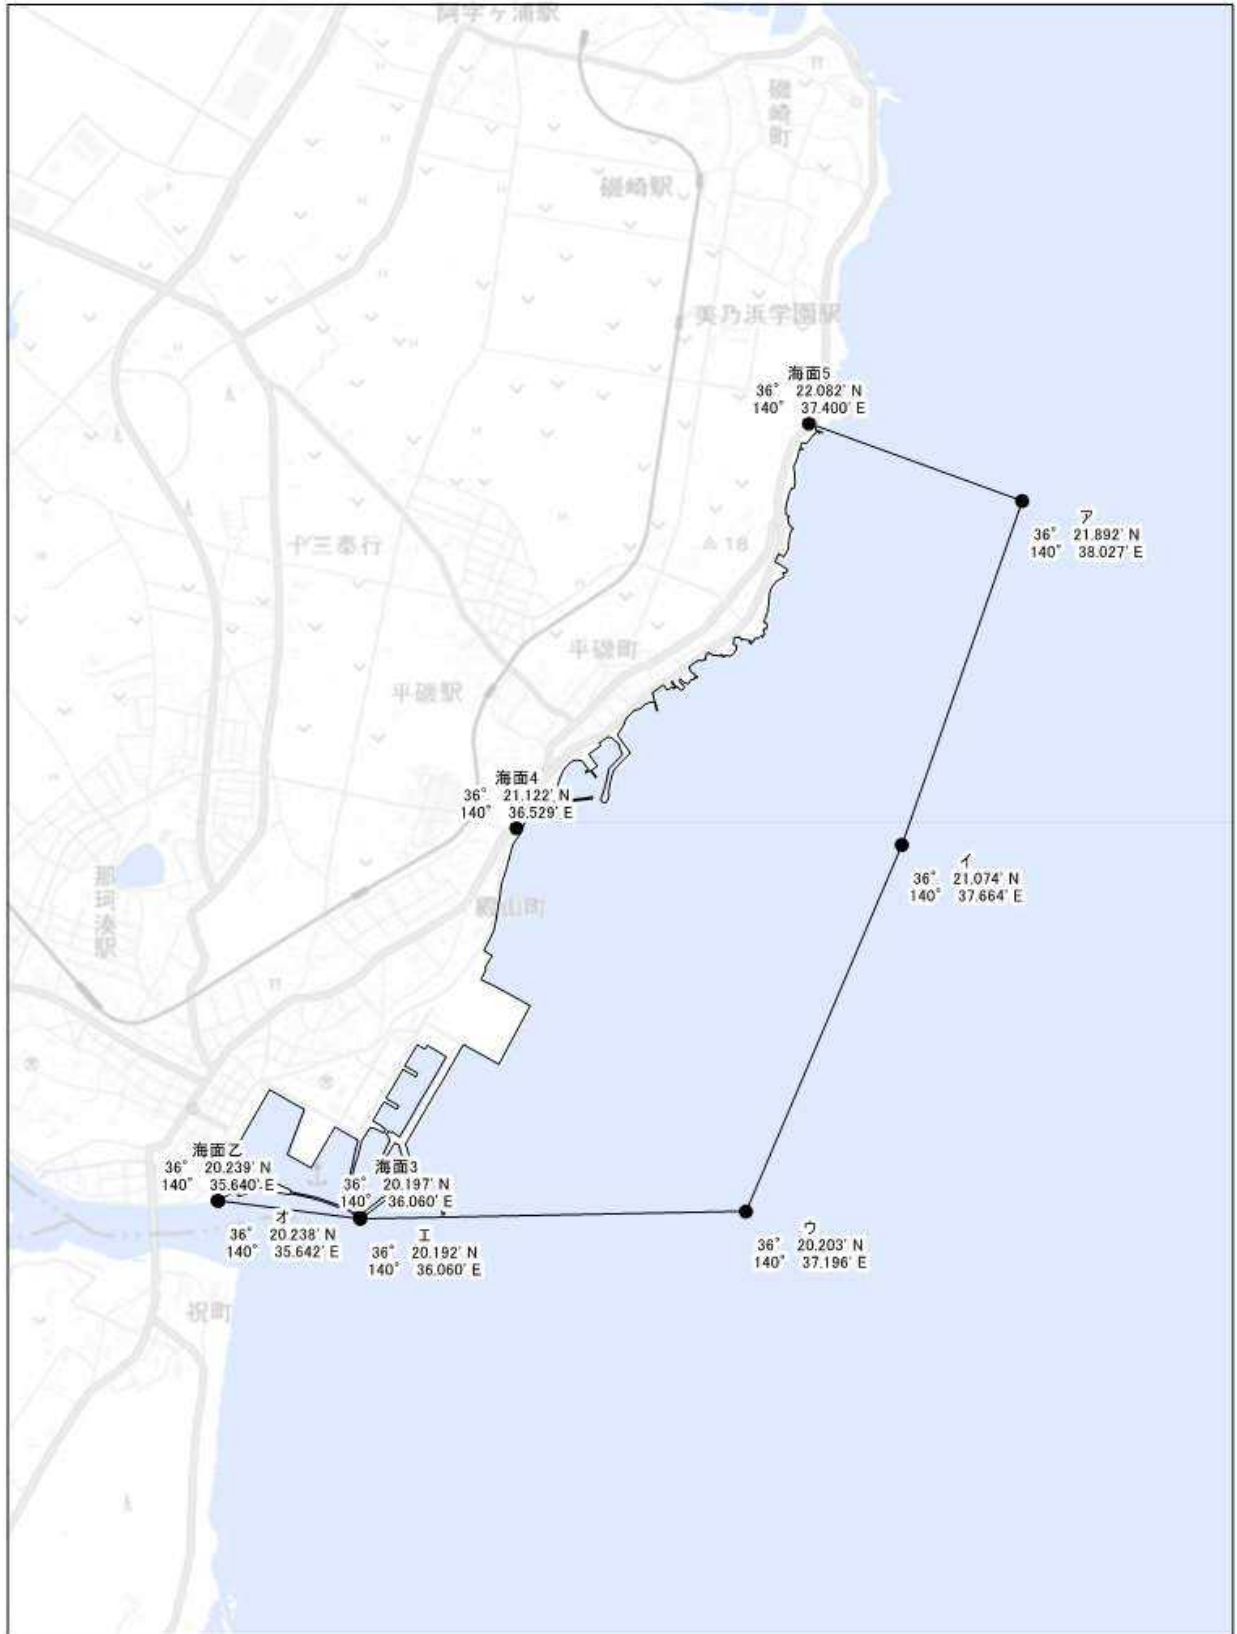 阿字ヶ浦駅
磯崎町
磯崎駅
美乃浜学園駅
海面5
36° 22.082' N
140° 37.400' E
ア
36° 21.892' N
140° 38.027' E
十三奉行
18
平磯町
平磯駅
海面4
36° 21.122' N
140° 36.529' E
イ
36° 21.074' N
140° 37.664' E
那珂湊駅
殿山町
海面乙
36° 20.239' N
140° 35.640' E
海面3
36° 20.197' N
140° 36.060' E
オ
36° 20.238' N
140° 35.642' E
エ
36° 20.192' N
140° 36.060' E
ウ
36° 20.203' N
140° 37.196' E
祝町